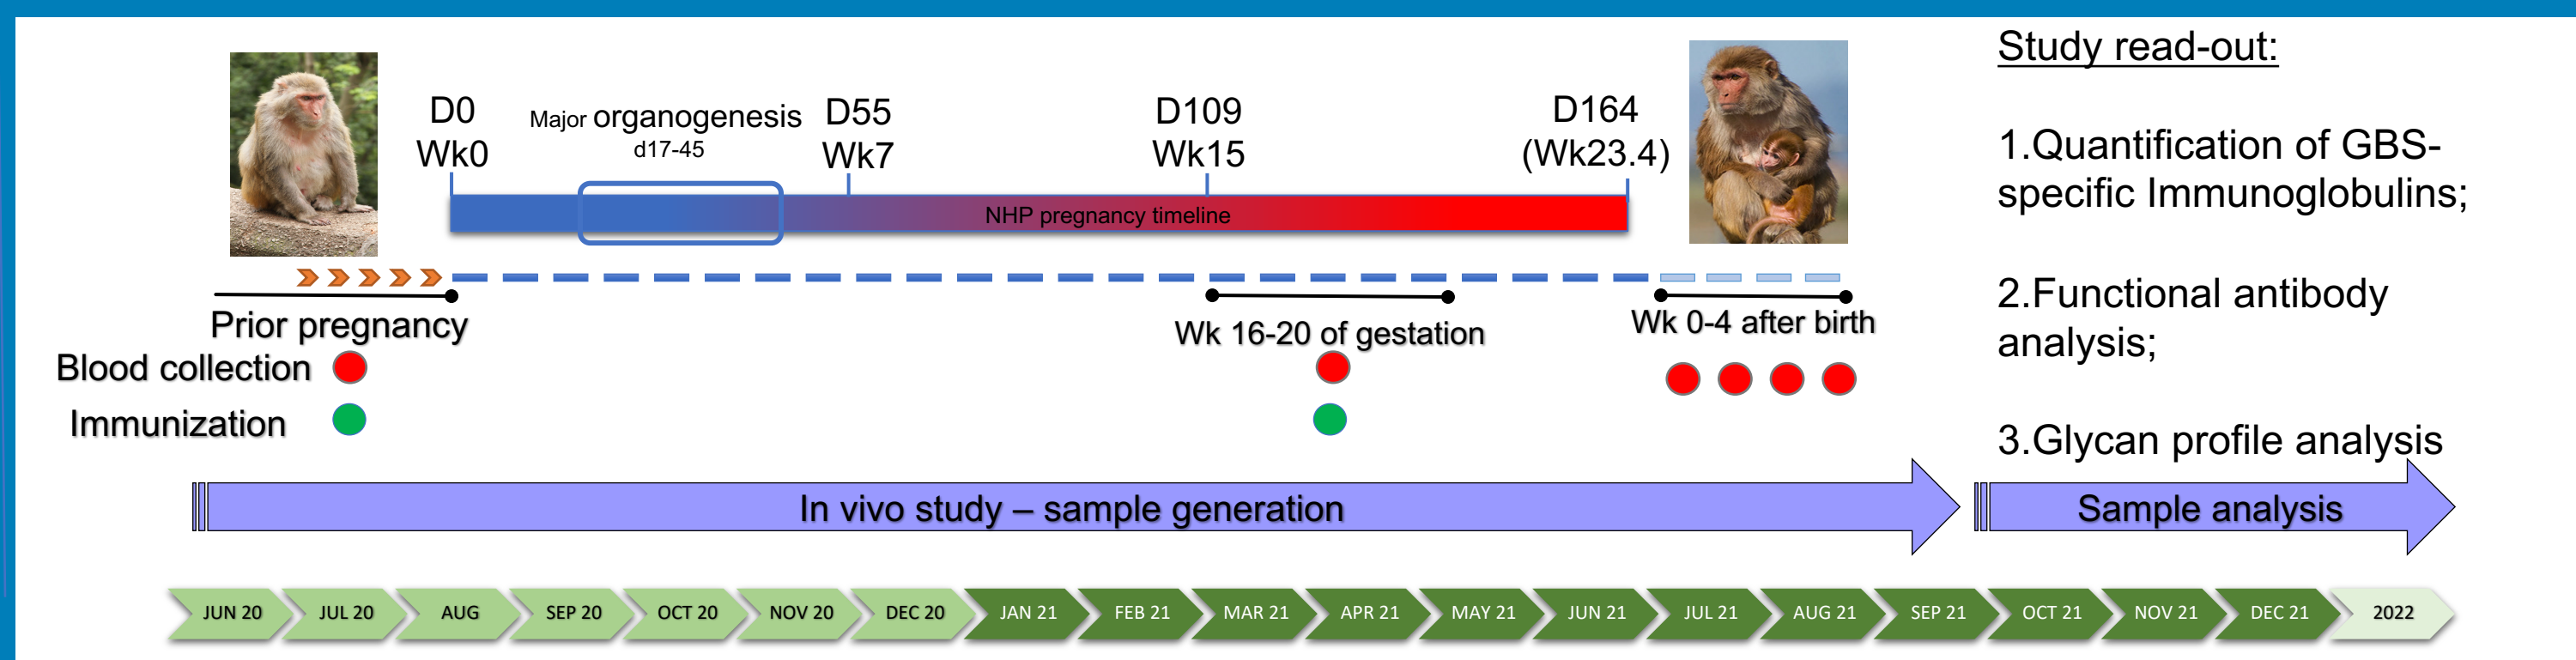 Study read-out:
D0
Wk0
Major organogenesis
d17-45
D55
Wk7
D109
Wk15
D164
(Wk23.4)
NHP pregnancy timeline
1.Quantification of GBS-
specific Immunoglobulins;
2.Functional antibody
analysis;
3.Glycan profile analysis
Prior pregnancy
Wk 16-20 of gestation
Wk 0-4 after birth
Blood collection
Immunization
In vivo study – sample generation
Sample analysis
JUN 20
JUL 20
AUG
SEP 20
OCT 20
NOV 20
DEC 20
JAN 21
FEB 21
MAR 21
APR 21
MAY 21
JUN 21
JUL 21
AUG 21
SEP 21
OCT 21
NOV 21
DEC 21
2022